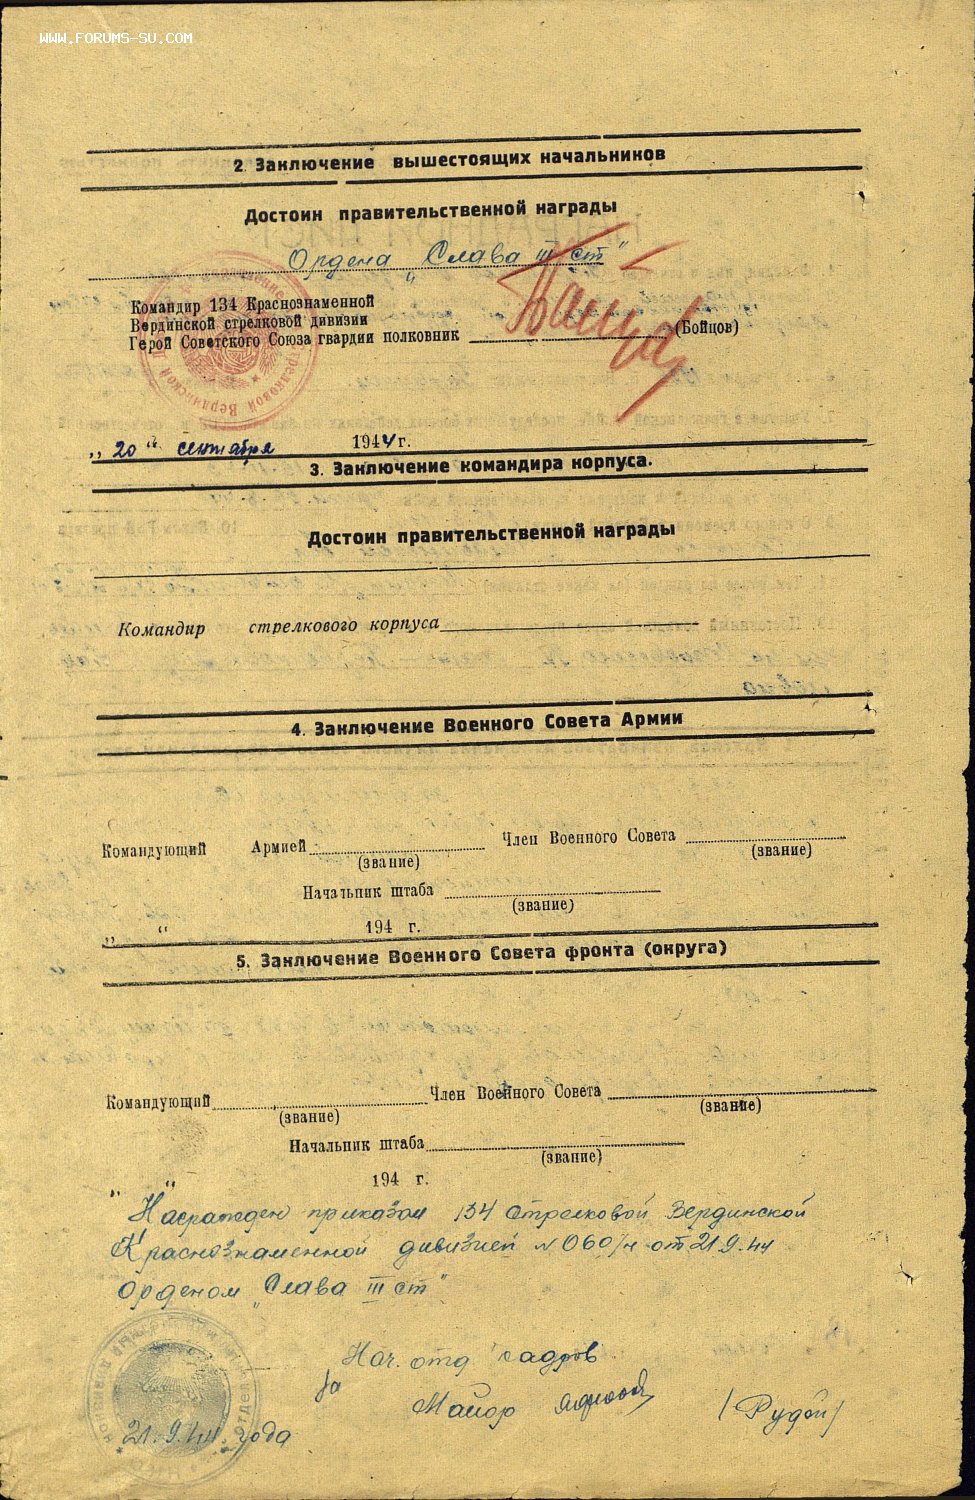 WWW.FORUMS-SU.COM
2. Заключение вышестоящих начальников
Достоин правительственной награды
Ордена „Слава III ст"
Командир 134 Краснознаменной
Вердинской стрелковой дивизии
Герой Советского Союза гвардии полковник (Бойцов)
„20" сентября 1944 г.
3. Заключение командира корпуса.
Достоин правительственной награды
Командир стрелкового корпуса
4. Заключение Военного Совета Армии
Командующий Армией Член Военного Совета
(звание) (звание)
Начальник штаба
(звание)
„ “ 194 г.
5. Заключение Военного Совета фронта (округа)
Командующий Член Военного Совета
(звание) (звание)
Начальник штаба
(звание)
„ “ 194 г.
Награжден приказом 134 стрелковой Вердинской
Краснознаменной дивизией №060/н от 21.9.44
орденом „Слава III ст"
Нач. отд кадров
Майор /Рудой/
21.9.44 года